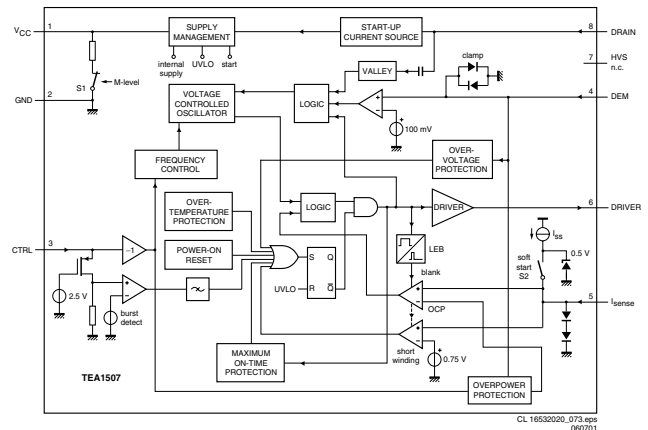 VCC 1
SUPPLY
MANAGEMENT
START-UP
CURRENT SOURCE
8 DRAIN
internal
supply
UVLO
start
S1
M-level
GND 2
clamp
7 HVS
n.c.
VALLEY
VOLTAGE
CONTROLLED
OSCILLATOR
LOGIC
4 DEM
100 mV
FREQUENCY
CONTROL
OVER-
VOLTAGE
PROTECTION
OVER-
TEMPERATURE
PROTECTION
LOGIC
DRIVER
6 DRIVER
CTRL 3
−1
POWER-ON
RESET
S Q
UVLO R Q
LEB
blank
Iss
soft
start
S2
0.5 V
2.5 V
burst
detect
OCP
5 Isense
short
winding
0.75 V
MAXIMUM
ON-TIME
PROTECTION
TEA1507
OVERPOWER
PROTECTION
CL 16532020_073.eps
060701